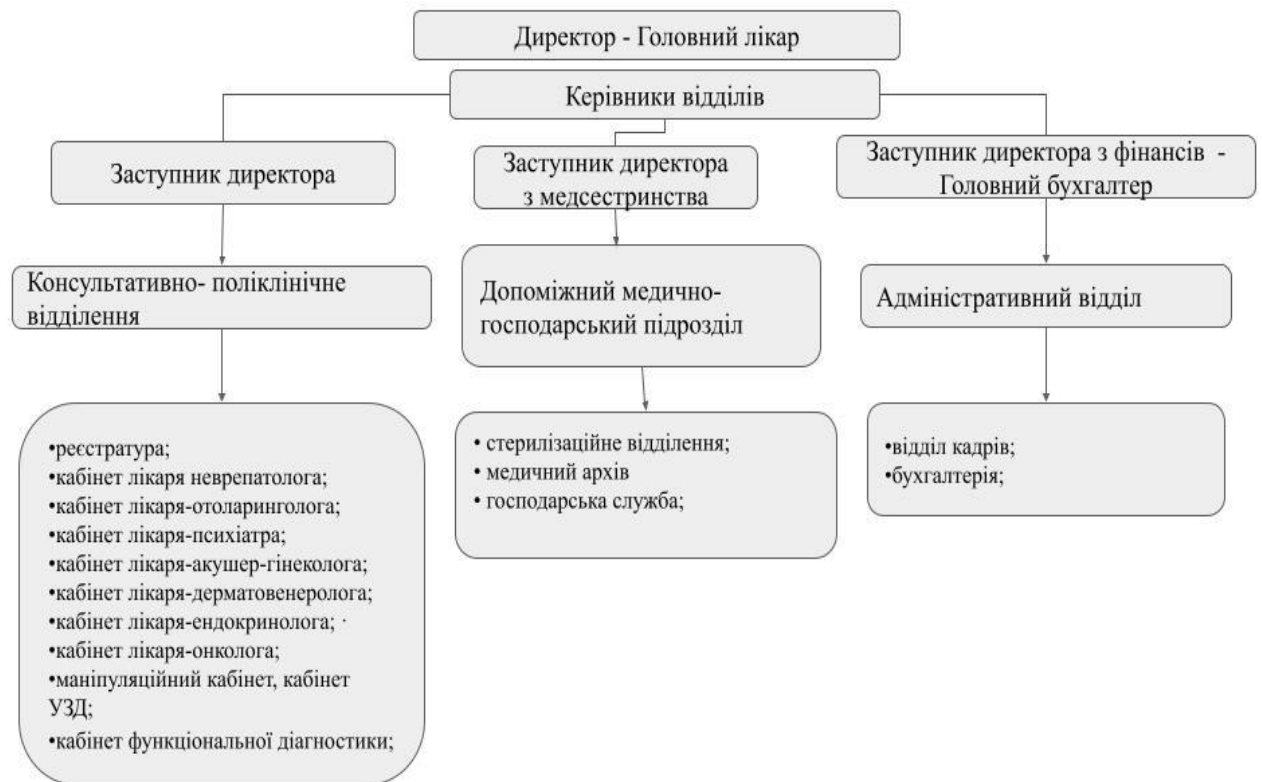 Директор - Головний лікар
Керівники відділів
Заступник директора
Заступник директора
з медсестринства
Заступник директора з фінансів -
Головний бухгалтер
Консультативно- поліклінічне
відділення
Допоміжний медично-
господарський підрозділ
Адміністративний відділ
•реєстратура;
•кабінет лікаря неврепатолога;
•кабінет лікаря-отоларинголога;
•кабінет лікаря-психіатра;
•кабінет лікаря-акушер-гінеколога;
•кабінет лікаря-дерматовенеролога;
•кабінет лікаря-ендокринолога; ·
•кабінет лікаря-онколога;
•маніпуляційний кабінет, кабінет
УЗД;
•кабінет функціональної діагностики;
• стерилізаційне відділення;
• медичний архів
• господарська служба;
•відділ кадрів;
•бухгалтерія;